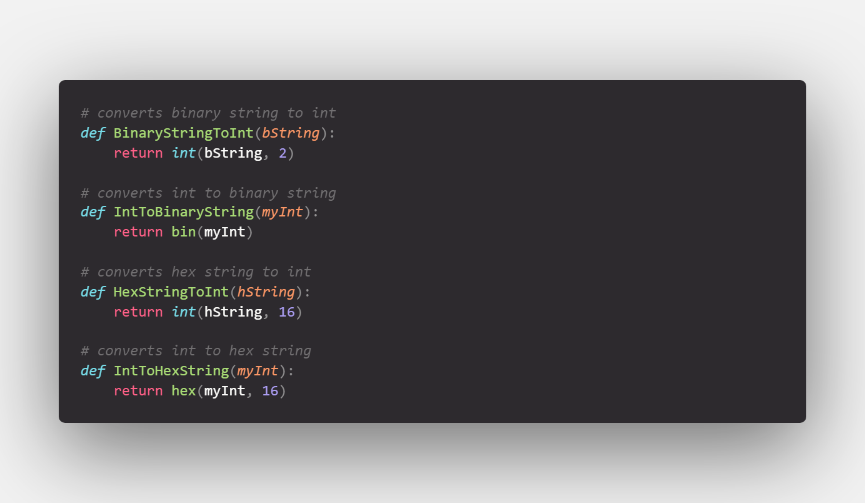 # converts binary string to int
def BinaryStringToInt(bString):
    return int(bString, 2)

# converts int to binary string
def IntToBinaryString(myInt):
    return bin(myInt)

# converts hex string to int
def HexStringToInt(hString):
    return int(hString, 16)

# converts int to hex string
def IntToHexString(myInt):
    return hex(myInt, 16)